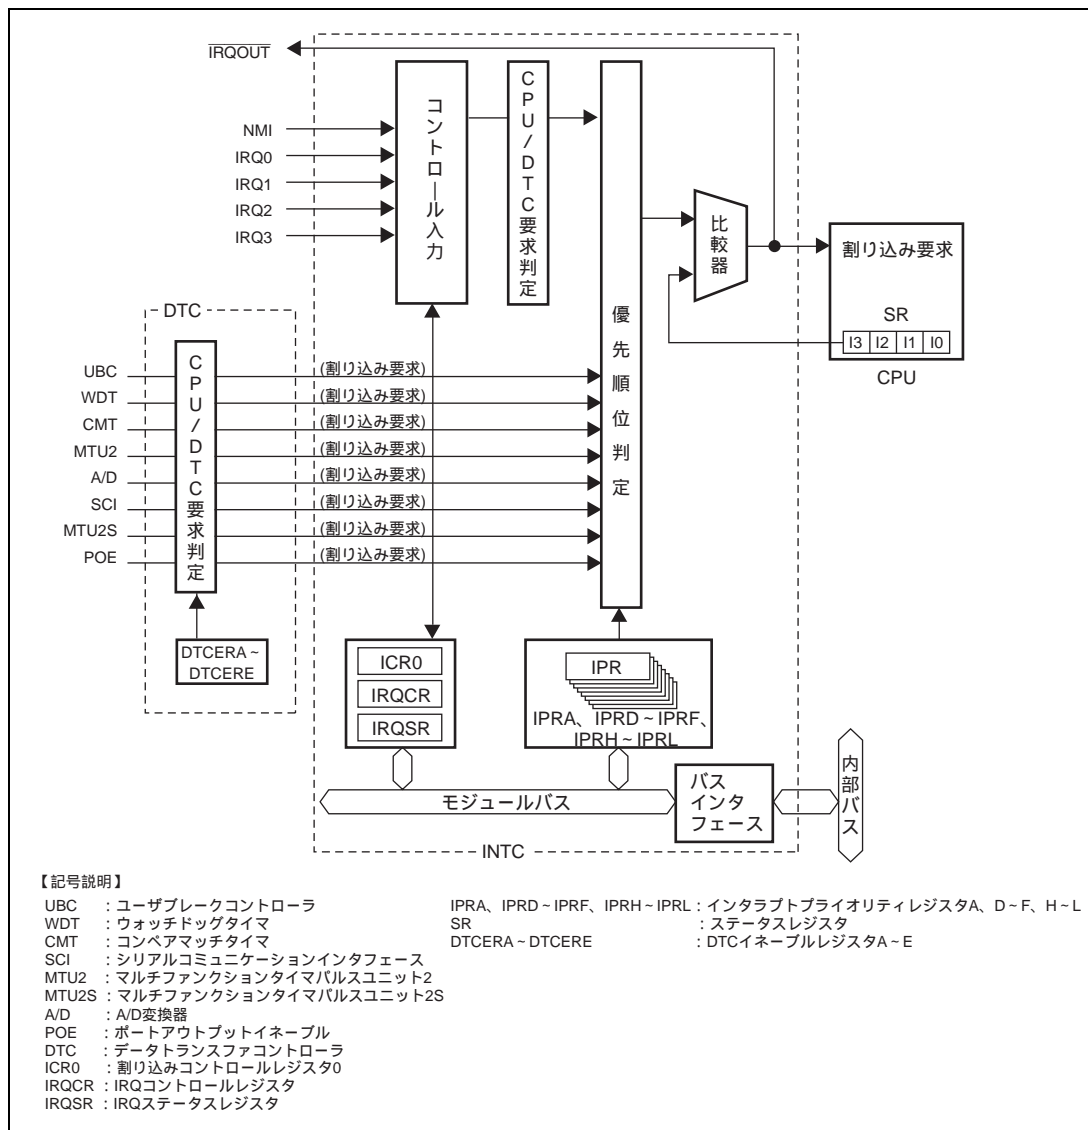 IRQOUT
NMI
IRQ0
IRQ1
IRQ2
IRQ3
コントロール入力
CPU/DTC要求判定
優先順位判定
比較器
割り込み要求
SR
I3 I2 I1 I0
CPU
DTC
UBC
WDT
CMT
MTU2
A/D
SCI
MTU2S
POE
CPU/DTC要求判定
(割り込み要求)
(割り込み要求)
(割り込み要求)
(割り込み要求)
(割り込み要求)
(割り込み要求)
(割り込み要求)
(割り込み要求)
DTCERA~
DTCERE
ICR0
IRQCR
IRQSR
IPR
IPRA、IPRD~IPRF、
IPRH~IPRL
モジュールバス
バス
インタ
フェース
内部バス
INTC
【記号説明】
UBC :ユーザブレークコントローラ
WDT :ウォッチドッグタイマ
CMT :コンペアマッチタイマ
SCI :シリアルコミュニケーションインタフェース
MTU2 :マルチファンクションタイマパルスユニット2
MTU2S :マルチファンクションタイマパルスユニット2S
A/D :A/D変換器
POE :ポートアウトプットイネーブル
DTC :データトランスファコントローラ
ICR0 :割り込みコントロールレジスタ0
IRQCR :IRQコントロールレジスタ
IRQSR :IRQステータスレジスタ
IPRA、IPRD~IPRF、IPRH~IPRL :インタラプトプライオリティレジスタA、D~F、H~L
SR :ステータスレジスタ
DTCERA~DTCERE :DTCイネーブルレジスタA~E